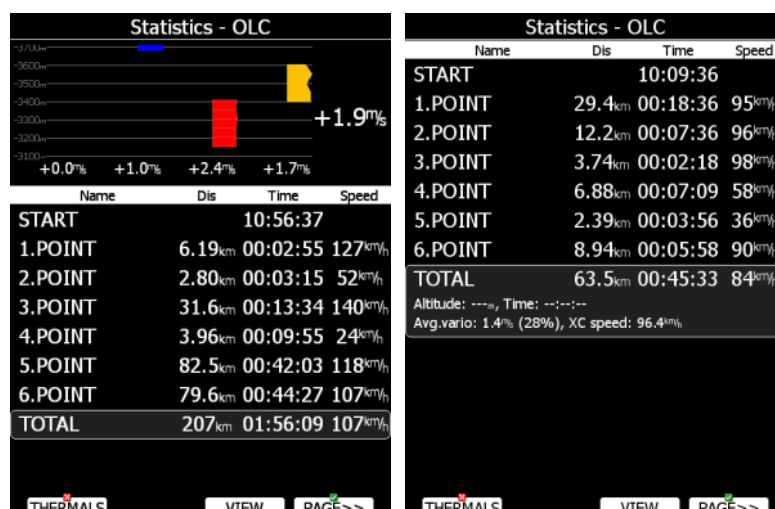 Statistics - OLC
-3700m
-3600m
-3500m
-3400m
-3300m
+1.9m/s
-3200m
-3100m
+0.0m/s +1.0m/s +2.4m/s +1.7m/s
Name Dis Time Speed
START 10:56:37
1.POINT 6.19km 00:02:55 127km/h
2.POINT 2.80km 00:03:15 52km/h
3.POINT 31.6km 00:13:34 140km/h
4.POINT 3.96km 00:09:55 24km/h
5.POINT 82.5km 00:42:03 118km/h
6.POINT 79.6km 00:44:27 107km/h
TOTAL 207km 01:56:09 107km/h
THERMALS VIEW PAGE>>
Statistics - OLC
Name Dis Time Speed
START 10:09:36
1.POINT 29.4km 00:18:36 95km/h
2.POINT 12.2km 00:07:36 96km/h
3.POINT 3.74km 00:02:18 98km/h
4.POINT 6.88km 00:07:09 58km/h
5.POINT 2.39km 00:03:56 36km/h
6.POINT 8.94km 00:05:58 90km/h
TOTAL 63.5km 00:45:33 84km/h
Altitude: ---m, Time: --:--:--
Avg.vario: 1.4m/s (28%), XC speed: 96.4km/h
THERMALS VIEW PAGE>>